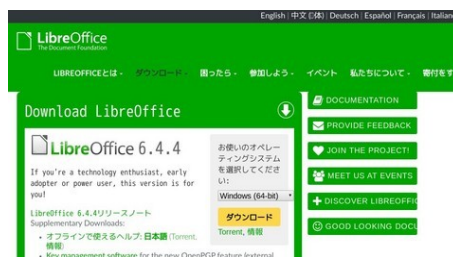 English | 中文 (简体) | Deutsch | Español | Français | Italian
LibreOffice
The Document Foundation
LIBREOFFICEとは - ダウンロード - 困ったら - 参加しよう - イベント 私たちについて - 寄付をす
Download LibreOffice
LibreOffice 6.4.4
If you're a technology enthusiast, early
adopter or power user, this version is for
you!
LibreOffice 6.4.4リリースノート
Supplementary Downloads:
• オフラインで使えるヘルプ: 日本語 (Torrent,
情報)
• Key management software for the new OpenPGP feature (external
お使いのオペレー
ティングシステム
を選択してくださ
い:
Windows (64-bit)
ダウンロード
Torrent, 情報
DOCUMENTATION
PROVIDE FEEDBACK
JOIN THE PROJECT!
MEET US AT EVENTS
DISCOVER LIBREOFFIC
GOOD LOOKING DOCU